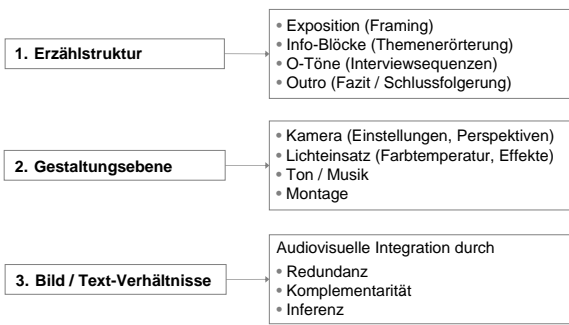 1. Erzählstruktur
• Exposition (Framing)
• Info-Blöcke (Themenerörterung)
• O-Töne (Interviewsequenzen)
• Outro (Fazit / Schlussfolgerung)
2. Gestaltungsebene
• Kamera (Einstellungen, Perspektiven)
• Lichteinsatz (Farbtemperatur, Effekte)
• Ton / Musik
• Montage
3. Bild / Text-Verhältnisse
Audiovisuelle Integration durch
• Redundanz
• Komplementarität
• Inferenz